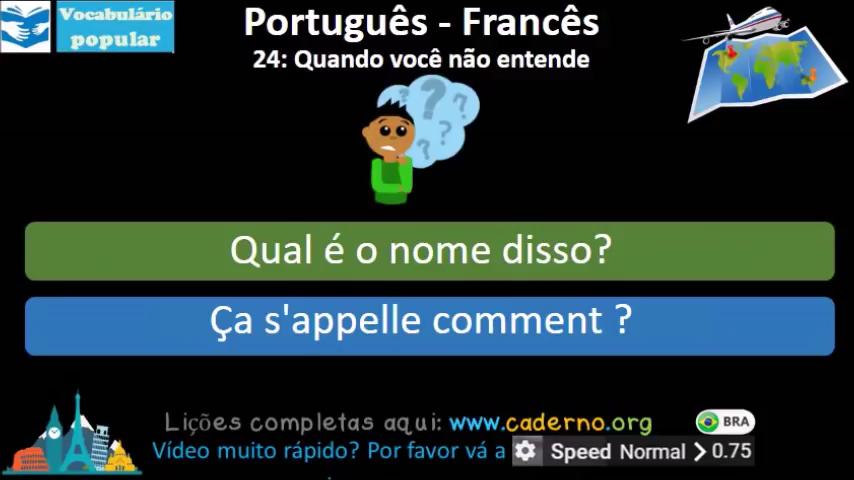 Vocabulário
popular
Português - Francês
24: Quando você não entende
Qual é o nome disso?
Ça s'appelle comment ?
Lições completas aqui: www.caderno.org
BRA
Vídeo muito rápido? Por favor vá a Speed Normal > 0.75